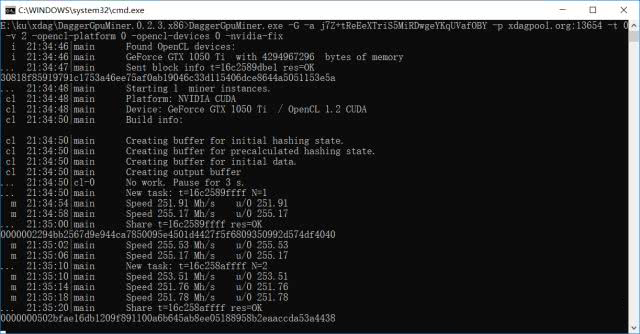 C:\WINDOWS\system32\cmd.exe
C:\ku\xdag\DaggerGpuMiner.0.2.3.x86>DaggerGpuMiner.exe -G -a j7Z+tReEeXTriS5MiRDwgeYKqUVafOBY -p xdagpool.org:13654 -t 0
-v 2 -opencl-platform 0 -opencl-devices 0 -nvidia-fix
i 21:34:46|main Found OpenCL devices:
i 21:34:46|main GeForce GTX 1050 Ti with 4294967296 bytes of memory
... 21:34:47|main Sent block info t=16c2589dbe1 res=OK
30818f85919791c1753a46ee75af0ab19046c33d115406dce8644a5051153e5a
... 21:34:48|main Starting 1 miner instances.
cl 21:34:48|main Platform: NVIDIA CUDA
cl 21:34:48|main Device: GeForce GTX 1050 Ti / OpenCL 1.2 CUDA
cl 21:34:50|main Build info:
cl 21:34:50|main Creating buffer for initial hashing state.
cl 21:34:50|main Creating buffer for precalculated hashing state.
cl 21:34:50|main Creating buffer for initial data.
cl 21:34:50|main Creating output buffer
... 21:34:50|cl-0 No work. Pause for 3 s.
... 21:34:50|main New task: t=16c2589ffff N=1
m 21:34:54|main Speed 251.91 Mh/s u/0 251.91
m 21:34:58|main Speed 255.17 Mh/s u/0 255.17
... 21:35:00|main Share t=16c2589ffff res=OK
0000002294bb2567d9e944ca7850095e4501d4427f5f6809350992d574df4040
m 21:35:02|main Speed 255.53 Mh/s u/0 255.53
m 21:35:06|main Speed 255.17 Mh/s u/0 255.17
... 21:35:10|main New task: t=16c258affff N=2
m 21:35:10|main Speed 253.51 Mh/s u/0 253.51
m 21:35:14|main Speed 251.76 Mh/s u/0 251.76
m 21:35:18|main Speed 251.78 Mh/s u/0 251.78
... 21:35:20|main Share t=16c258affff res=OK
0000000502bfae16db1209f891100a6b645ab8ee05188958b2eaaccda53a4438